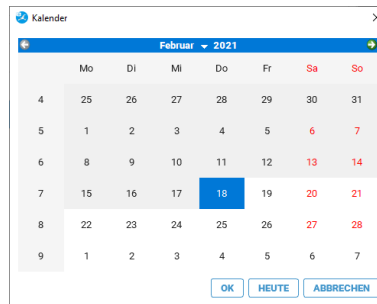 Kalender
Februar 2021
Mo Di Mi Do Fr Sa So
4 25 26 27 28 29 30 31
5 1 2 3 4 5 6 7
6 8 9 10 11 12 13 14
7 15 16 17 18 19 20 21
8 22 23 24 25 26 27 28
9 1 2 3 4 5 6 7
OK HEUTE ABBRECHEN